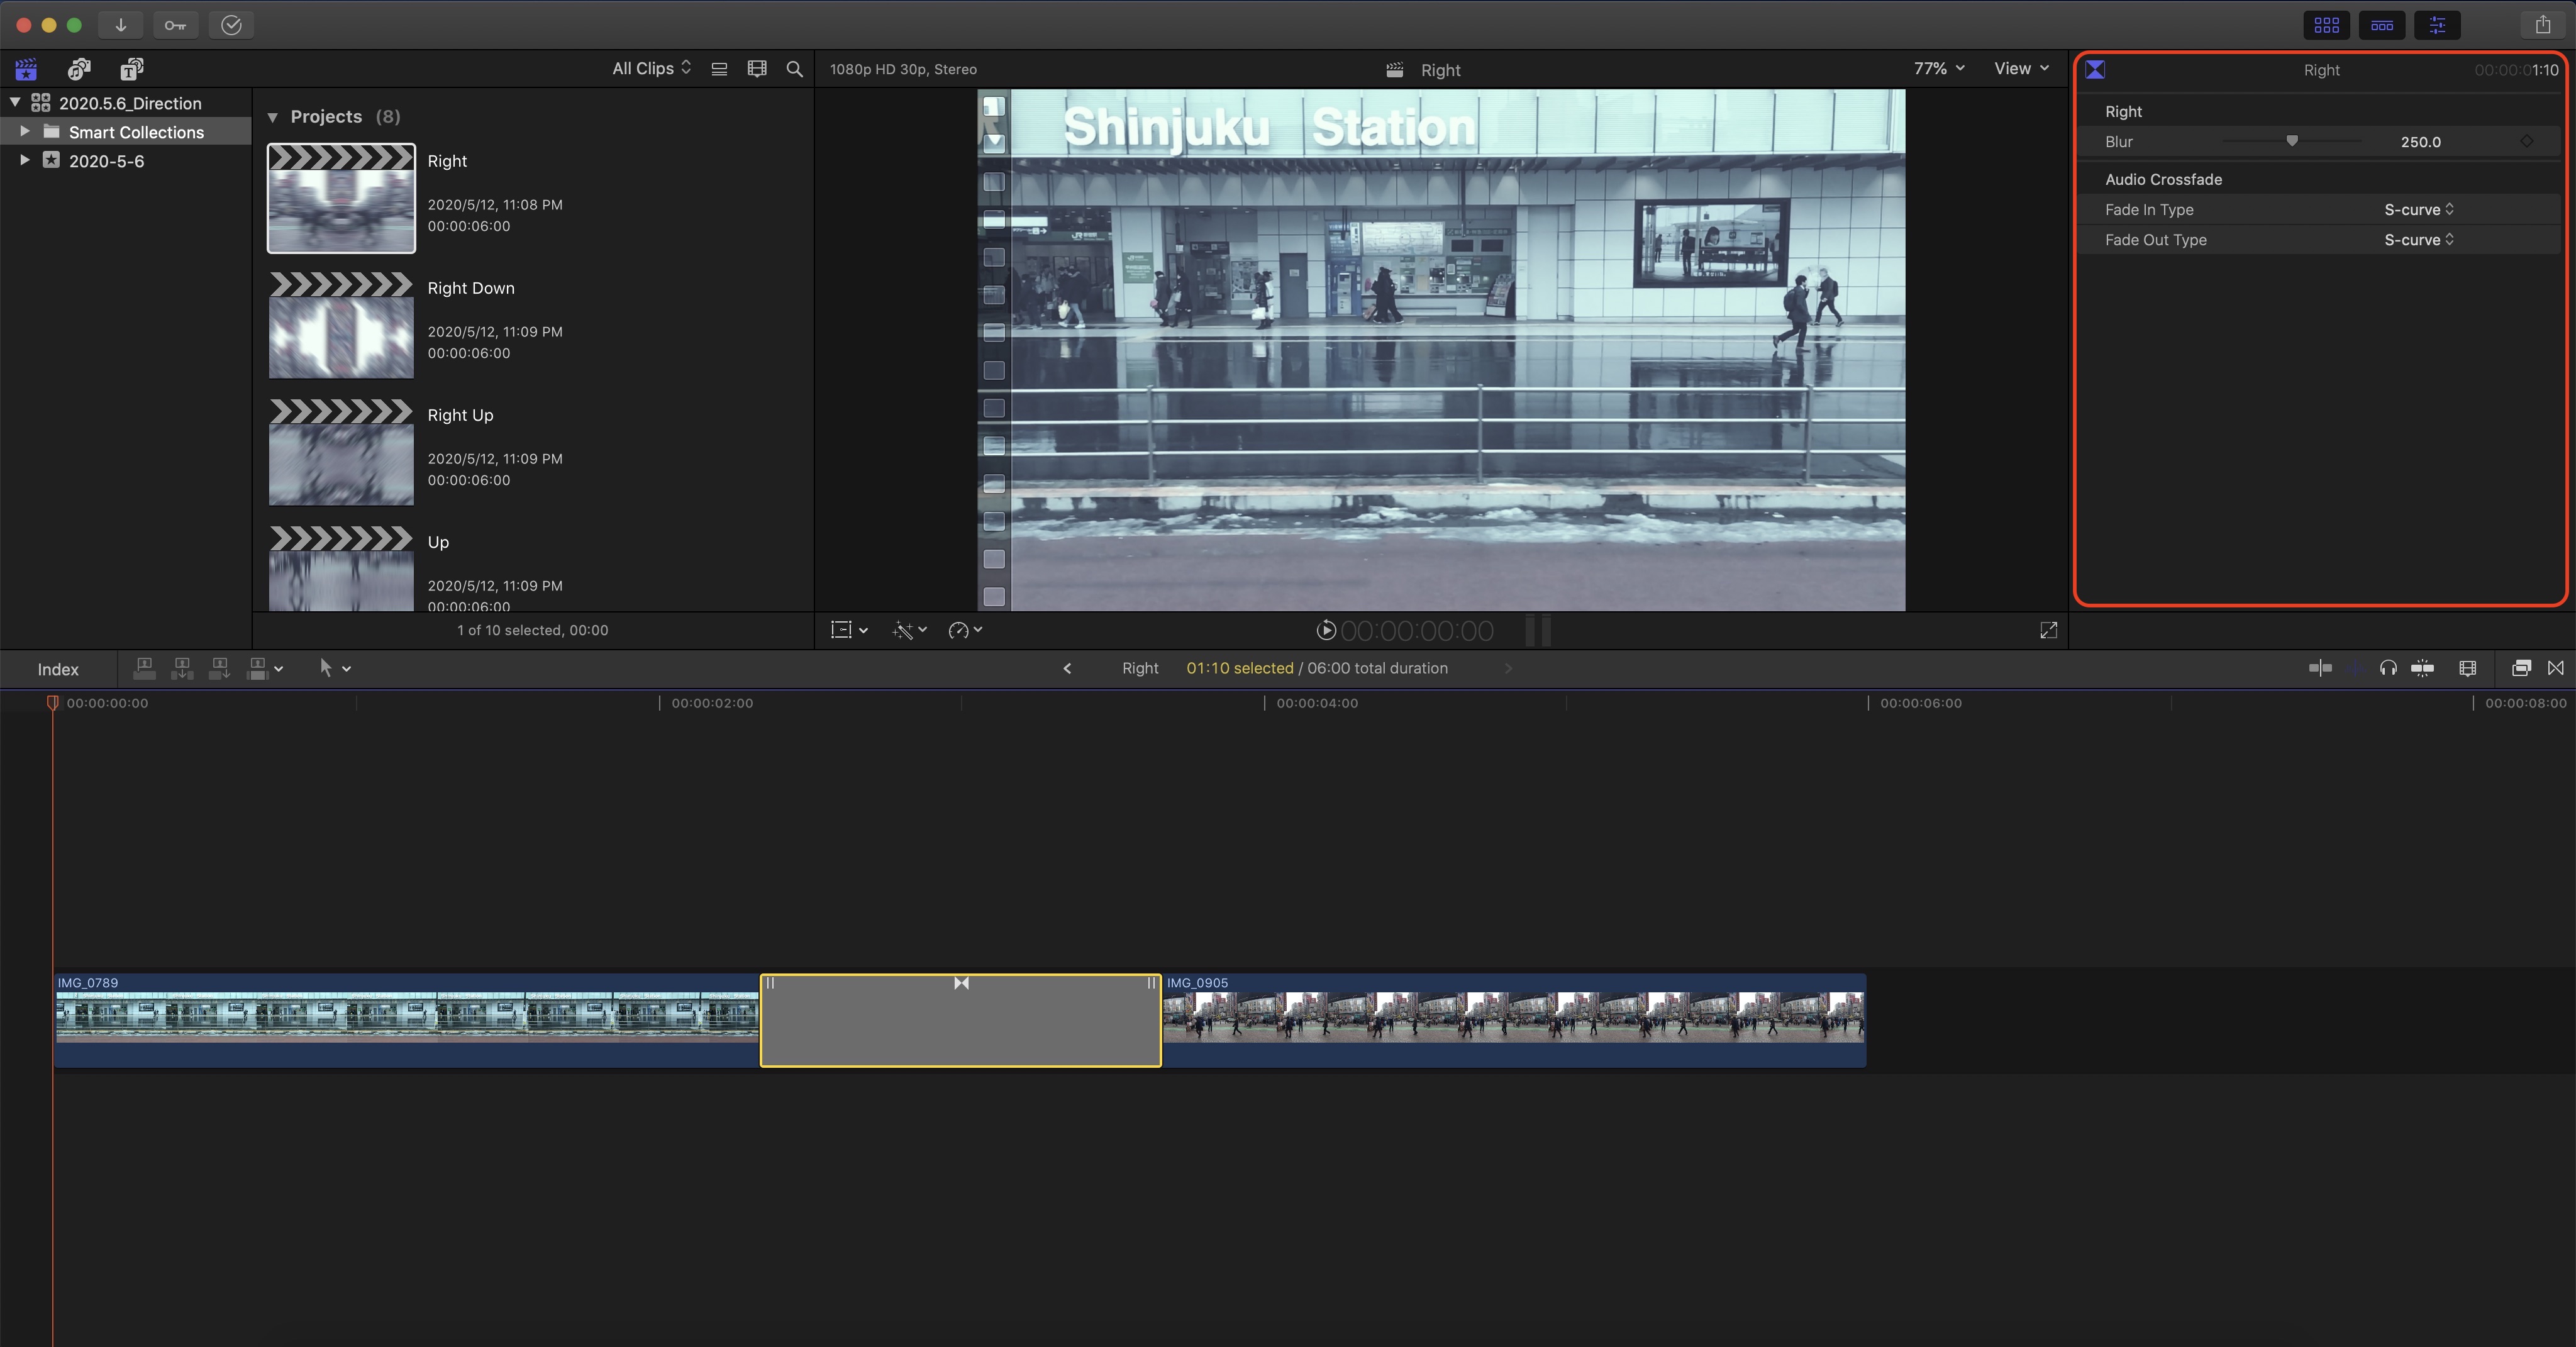 All Clips
1080p HD 30p, Stereo
Right
77%
View
Right
00:00:01:10
2020.5.6_Direction
Smart Collections
2020-5-6
Projects (8)
Right
2020/5/12, 11:08 PM
00:00:06:00
Right Down
2020/5/12, 11:09 PM
00:00:06:00
Right Up
2020/5/12, 11:09 PM
00:00:06:00
Up
2020/5/12, 11:09 PM
00:00:06:00
1 of 10 selected, 00:00
Shinjuku Station
00:00:00:00
Right
Blur 250.0
Audio Crossfade
Fade In Type S-curve
Fade Out Type S-curve
Index
Right 01:10 selected / 06:00 total duration
00:00:00:00 00:00:02:00 00:00:04:00 00:00:06:00 00:00:08:00
IMG_0789 IMG_0905